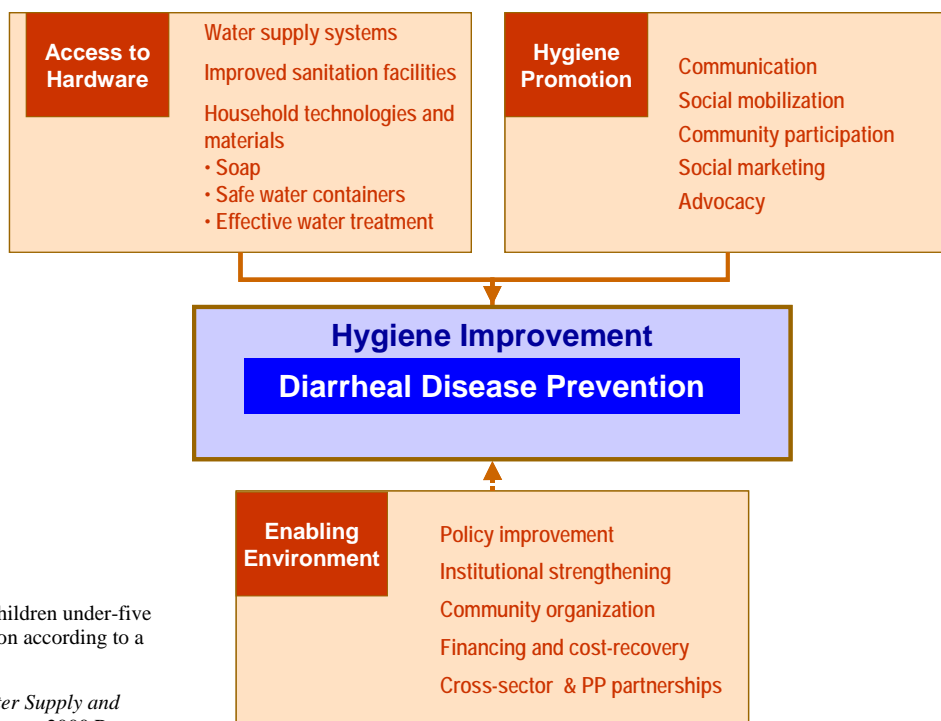 Access to
Hardware
Water supply systems
Improved sanitation facilities
Household technologies and
materials
• Soap
• Safe water containers
• Effective water treatment
Hygiene
Promotion
Communication
Social mobilization
Community participation
Social marketing
Advocacy
Hygiene Improvement
Diarrheal Disease Prevention
Enabling
Environment
Policy improvement
Institutional strengthening
Community organization
Financing and cost-recovery
Cross-sector & PP partnerships
hildren under-five
on according to a
ter Supply and